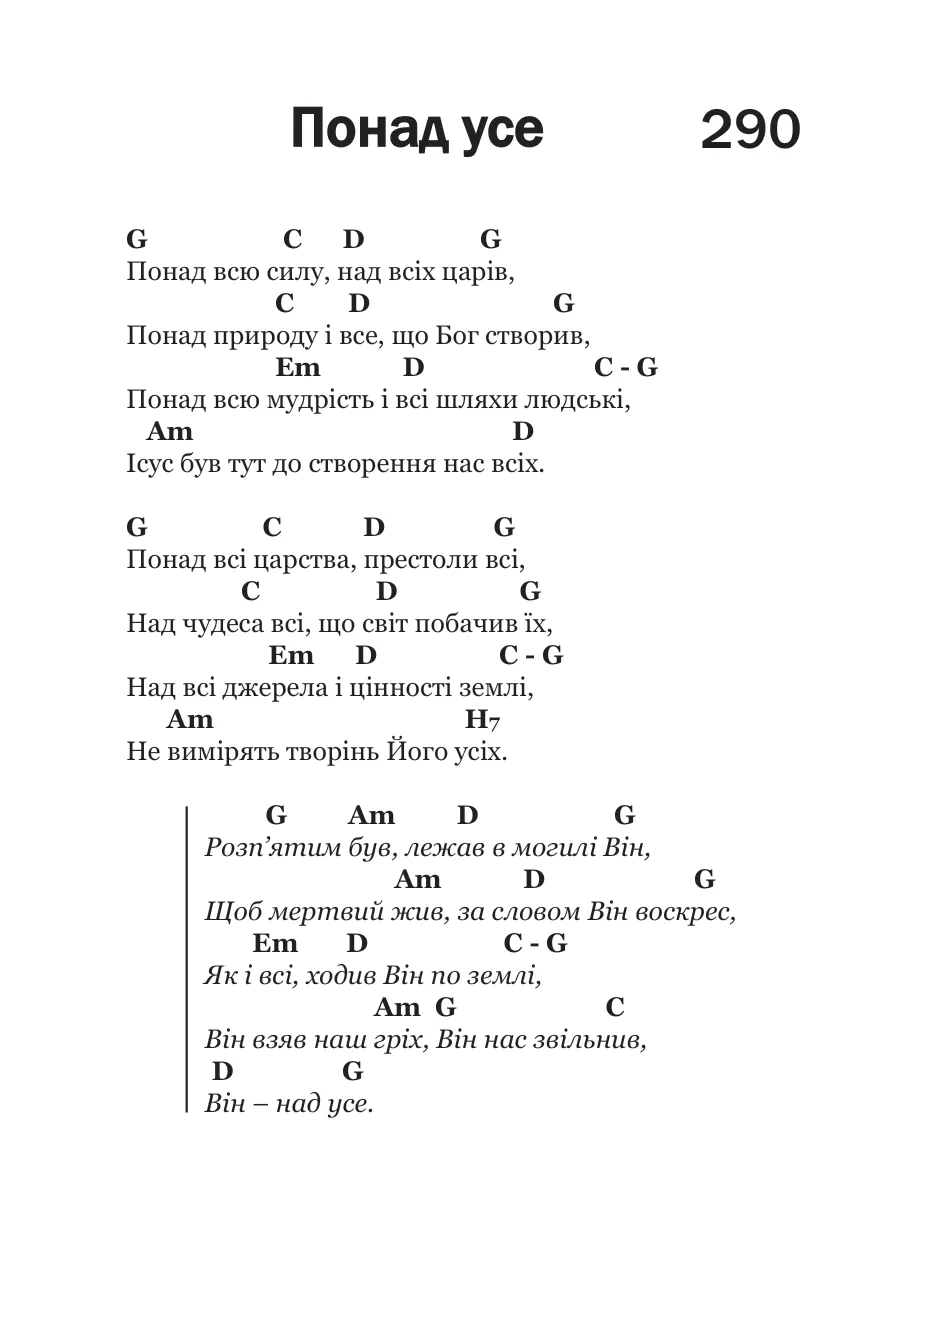 Понад усе 290
G C D G
Понад всю силу, над всіх царів,
C D G
Понад природу і все, що Бог створив,
Em D C - G
Понад всю мудрість і всі шляхи людські,
Am D
Ісус був тут до створення нас всіх.
G C D G
Понад всі царства, престоли всі,
C D G
Над чудеса всі, що світ побачив їх,
Em D C - G
Над всі джерела і цінності землі,
Am H7
Не вимірять творінь Його усіх.
G Am D G
Розп’ятим був, лежав в могилі Він,
Am D G
Щоб мертвий жив, за словом Він воскрес,
Em D C - G
Як і всі, ходив Він по землі,
Am G C
Він взяв наш гріх, Він нас звільнив,
D G
Він – над усе.